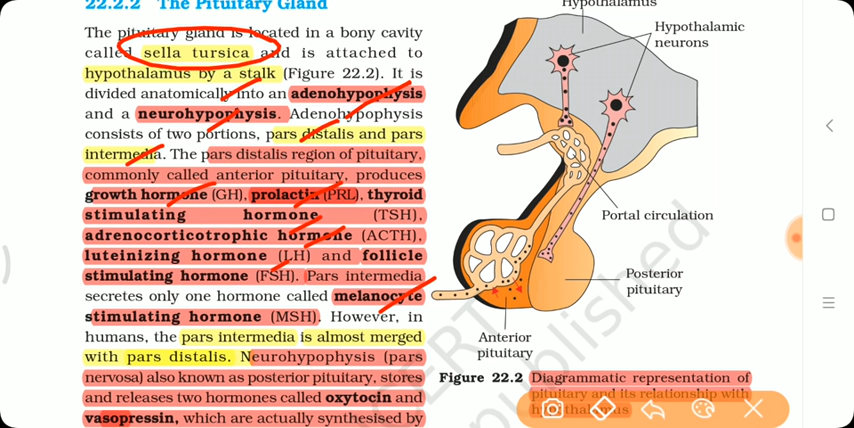 22.2.2 The Pituitary Gland
The pituitary gland is located in a bony cavity
called sella tursica and is attached to
hypothalamus by a stalk (Figure 22.2). It is
divided anatomically into an adenohypophysis
and a neurohypophysis. Adenohypophysis
consists of two portions, pars distalis and pars
intermedia. The pars distalis region of pituitary,
commonly called anterior pituitary, produces
growth hormone (GH), prolactin (PRL), thyroid
stimulating hormone (TSH),
adrenocorticotrophic hormone (ACTH),
luteinizing hormone (LH) and follicle
stimulating hormone (FSH). Pars intermedia
secretes only one hormone called melanocyte
stimulating hormone (MSH). However, in
humans, the pars intermedia is almost merged
with pars distalis. Neurohypophysis (pars
nervosa) also known as posterior pituitary, stores
and releases two hormones called oxytocin and
vasopressin, which are actually synthesised by
Hypothalamus
Hypothalamic
neurons
Portal circulation
Posterior
pituitary
Anterior
pituitary
Figure 22.2 Diagrammatic representation of
pituitary and its relationship with
hypothalamus